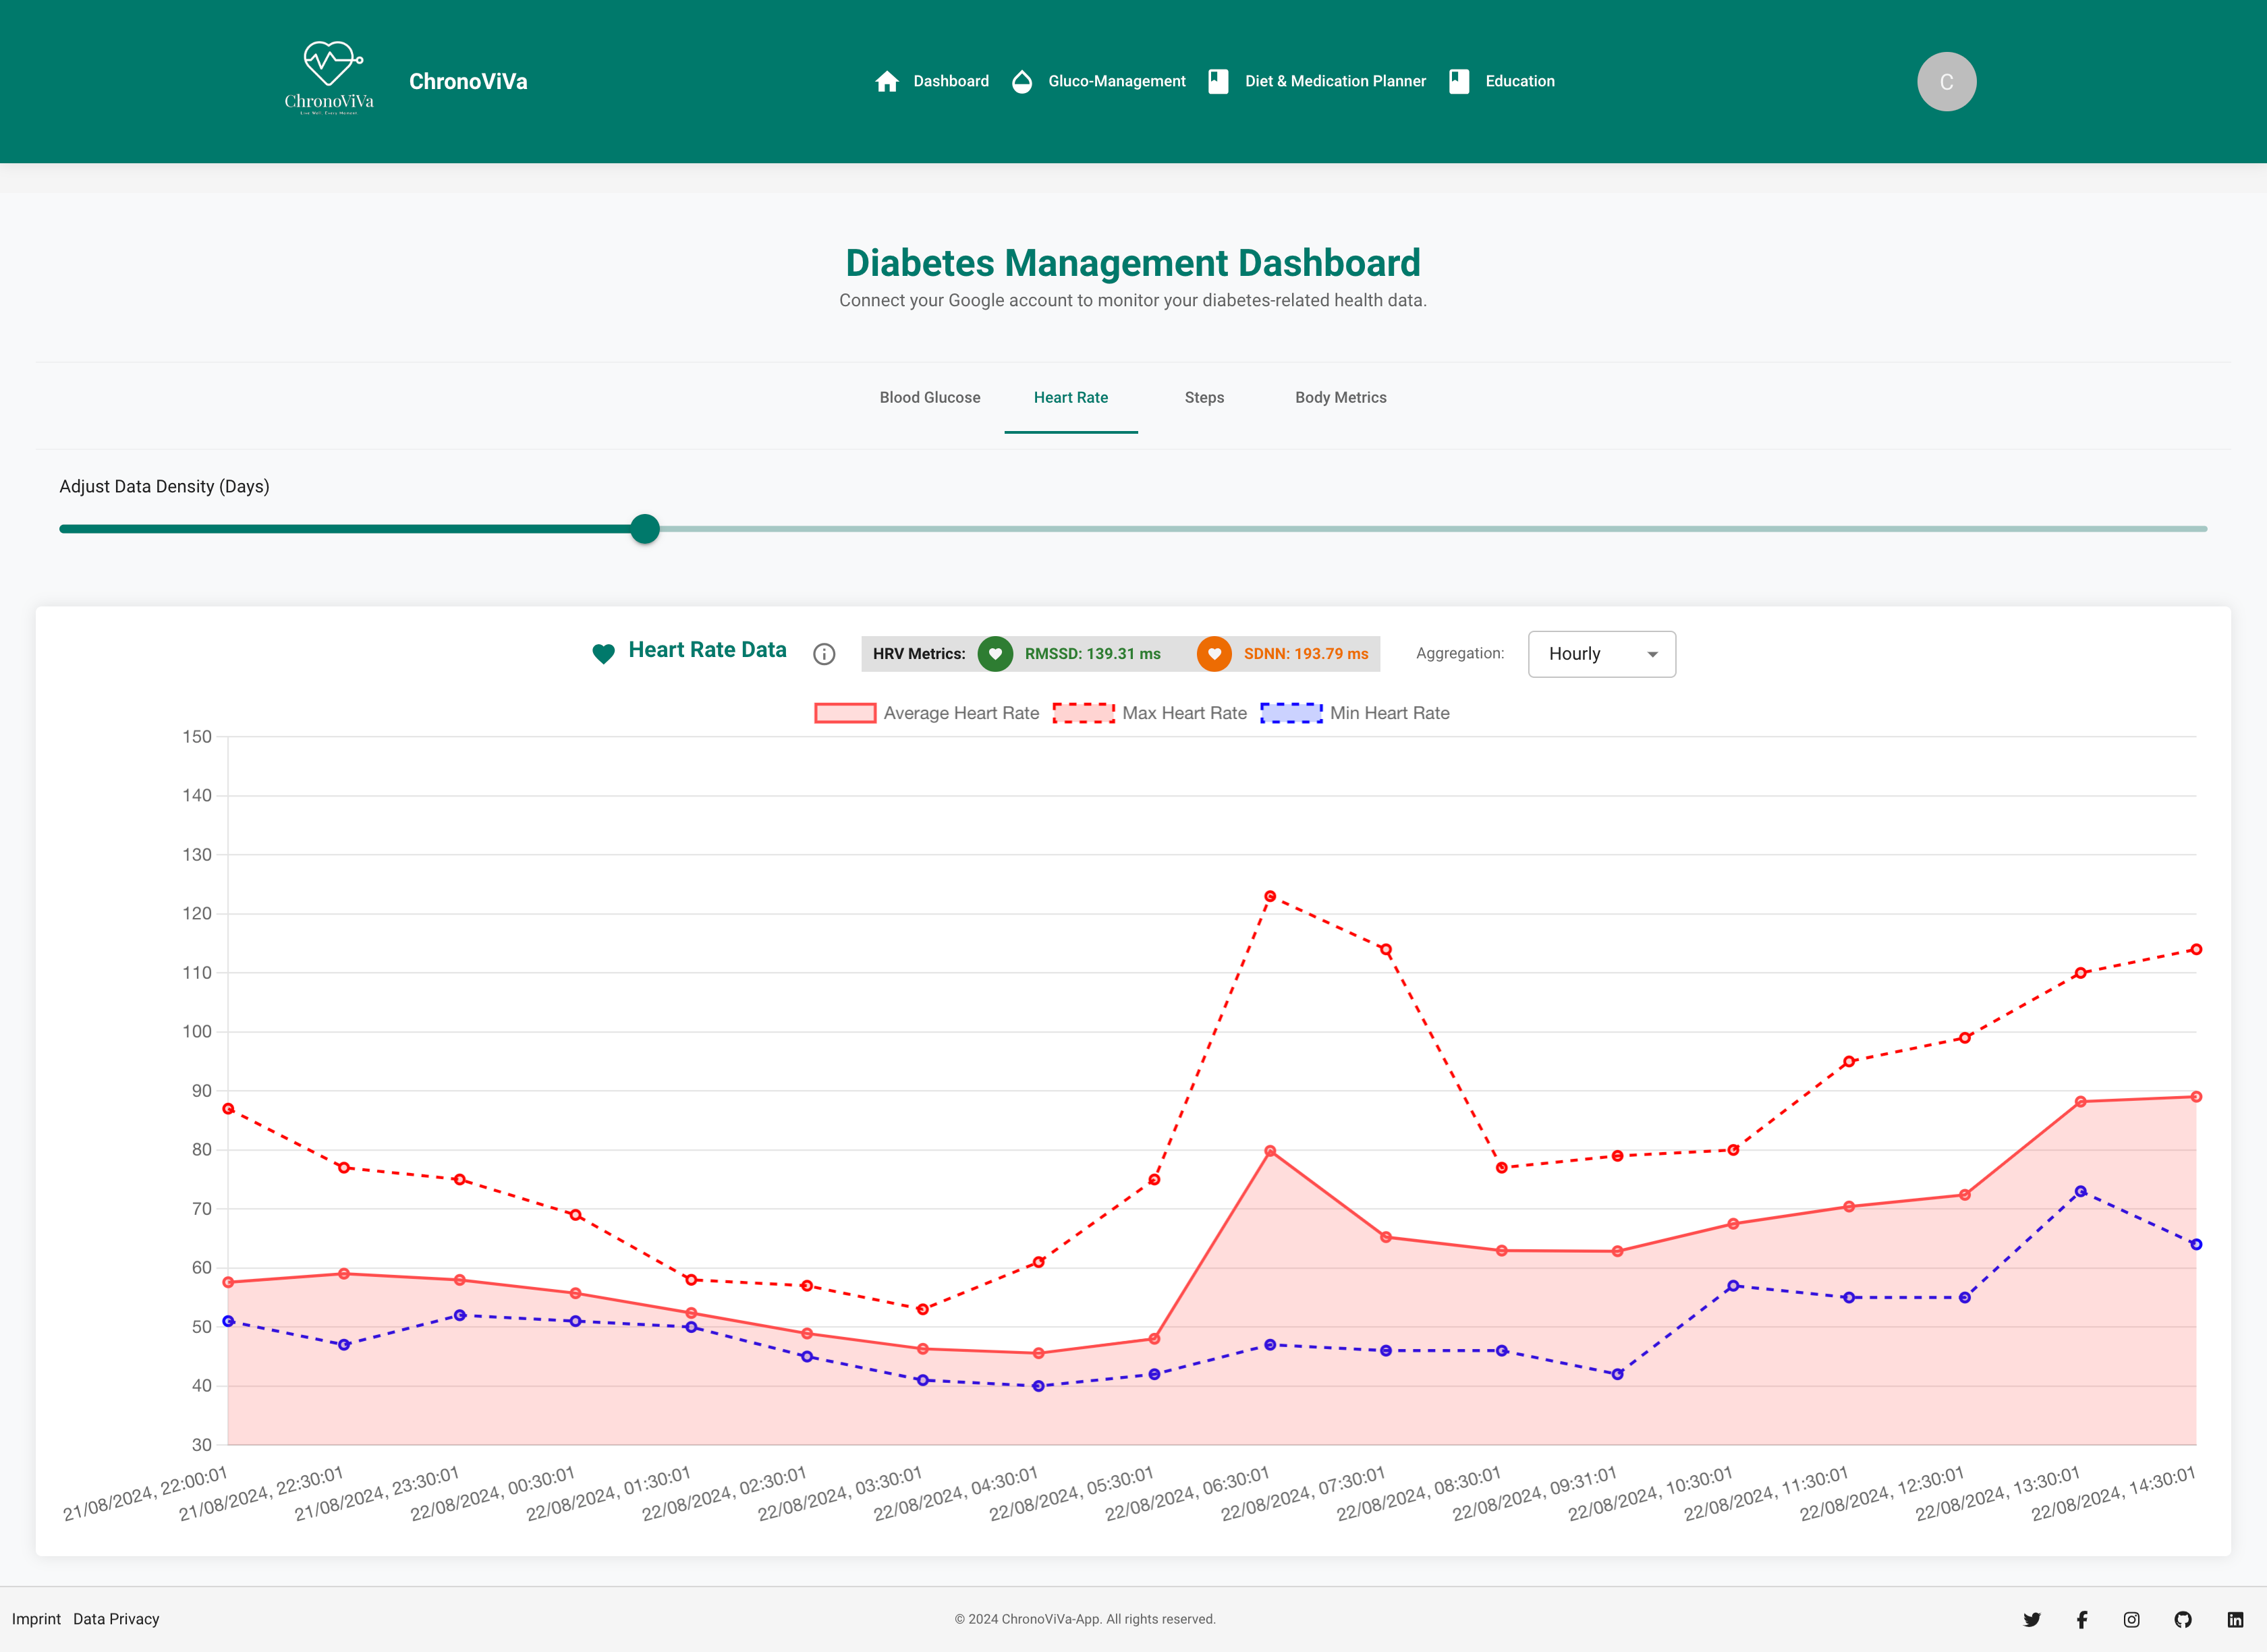 ChronoViVa
Live Well, Every Moment
ChronoViVa
Dashboard
Gluco-Management
Diet & Medication Planner
Education
C
Diabetes Management Dashboard
Connect your Google account to monitor your diabetes-related health data.
Blood Glucose
Heart Rate
Steps
Body Metrics
Adjust Data Density (Days)
Heart Rate Data
HRV Metrics:
RMSSD: 139.31 ms
SDNN: 193.79 ms
Aggregation:
Hourly
Average Heart Rate
Max Heart Rate
Min Heart Rate
150
140
130
120
110
100
90
80
70
60
50
40
30
21/08/2024, 22:00:01
21/08/2024, 22:30:01
21/08/2024, 23:30:01
22/08/2024, 00:30:01
22/08/2024, 01:30:01
22/08/2024, 02:30:01
22/08/2024, 03:30:01
22/08/2024, 04:30:01
22/08/2024, 05:30:01
22/08/2024, 06:30:01
22/08/2024, 07:30:01
22/08/2024, 08:30:01
22/08/2024, 09:31:01
22/08/2024, 10:30:01
22/08/2024, 11:30:01
22/08/2024, 12:30:01
22/08/2024, 13:30:01
22/08/2024, 14:30:01
Imprint
Data Privacy
© 2024 ChronoViVa-App. All rights reserved.